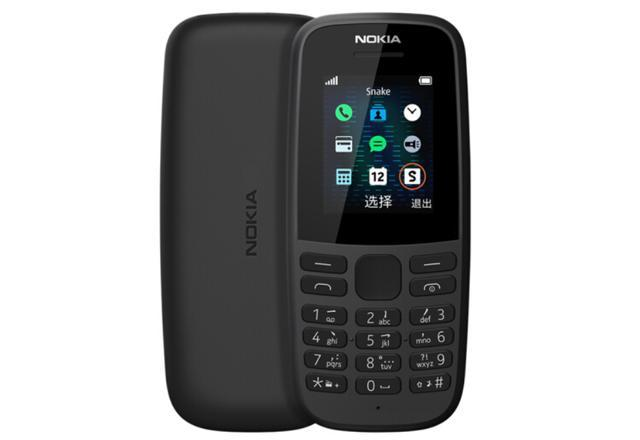 NOKIA
NOKIA
Snake
12
S
选择 退出
1 2 abc def 3
4 ghi 5 jkl mno 6
7 pqrs 8 tuv ?! wxyz 9
* + 0 #